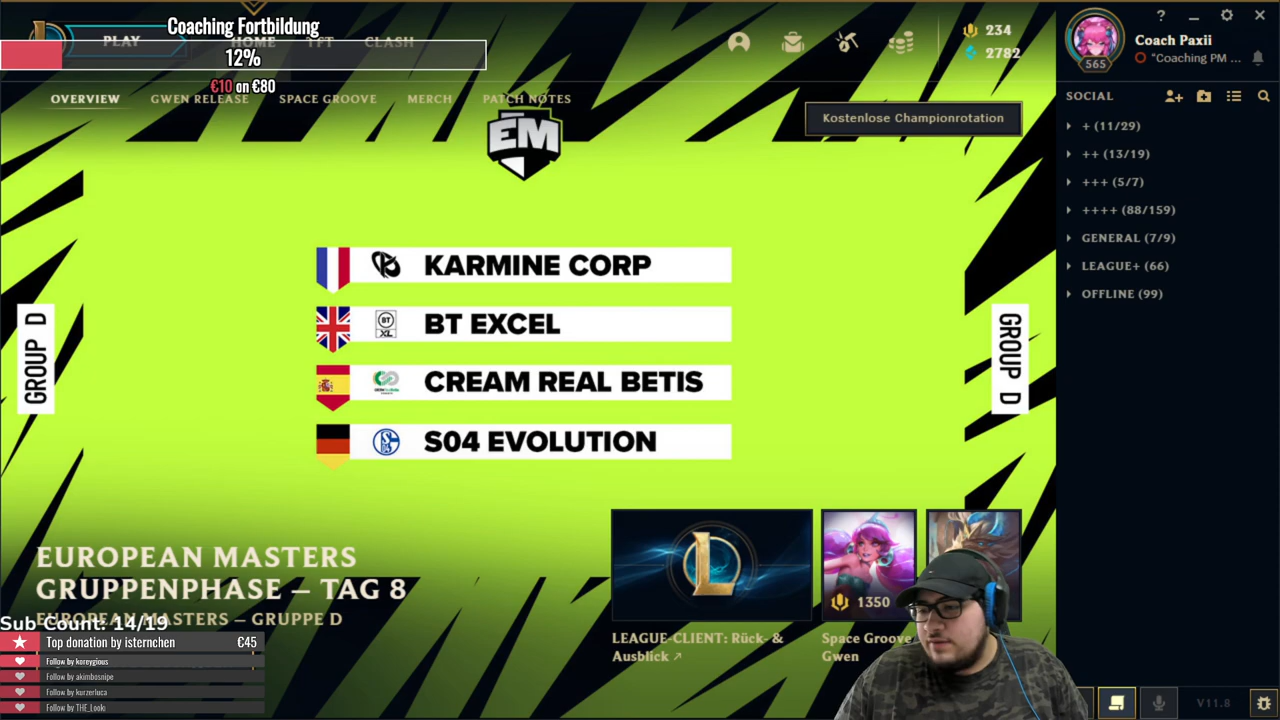 Coaching Fortbildung
12%
€10 on €80
PLAY
HOME
TFT
CLASH
234
2782
565
Coach Paxii
"Coaching PM ...
OVERVIEW
GWEN RELEASE
SPACE GROOVE
MERCH
PATCH NOTES
Kostenlose Championrotation
SOCIAL
+ (11/29)
++ (13/19)
+++ (5/7)
++++ (88/159)
GENERAL (7/9)
LEAGUE+ (66)
OFFLINE (99)
EM
GROUP D
KARMINE CORP
BT XL
BT EXCEL
CREAM REAL BETIS
S04 EVOLUTION
GROUP D
EUROPEAN MASTERS
GRUPPENPHASE – TAG 8
EUROPEAN MASTERS – GRUPPE D
Sub Count: 14/19
Top donation by isternchen €45
Follow by koreygious
Follow by akimbosnipe
Follow by kurzerluca
Follow by THE_Looki
LEAGUE-CLIENT: Rück- &
Ausblick
1350
Space Groove
Gwen
V11.8